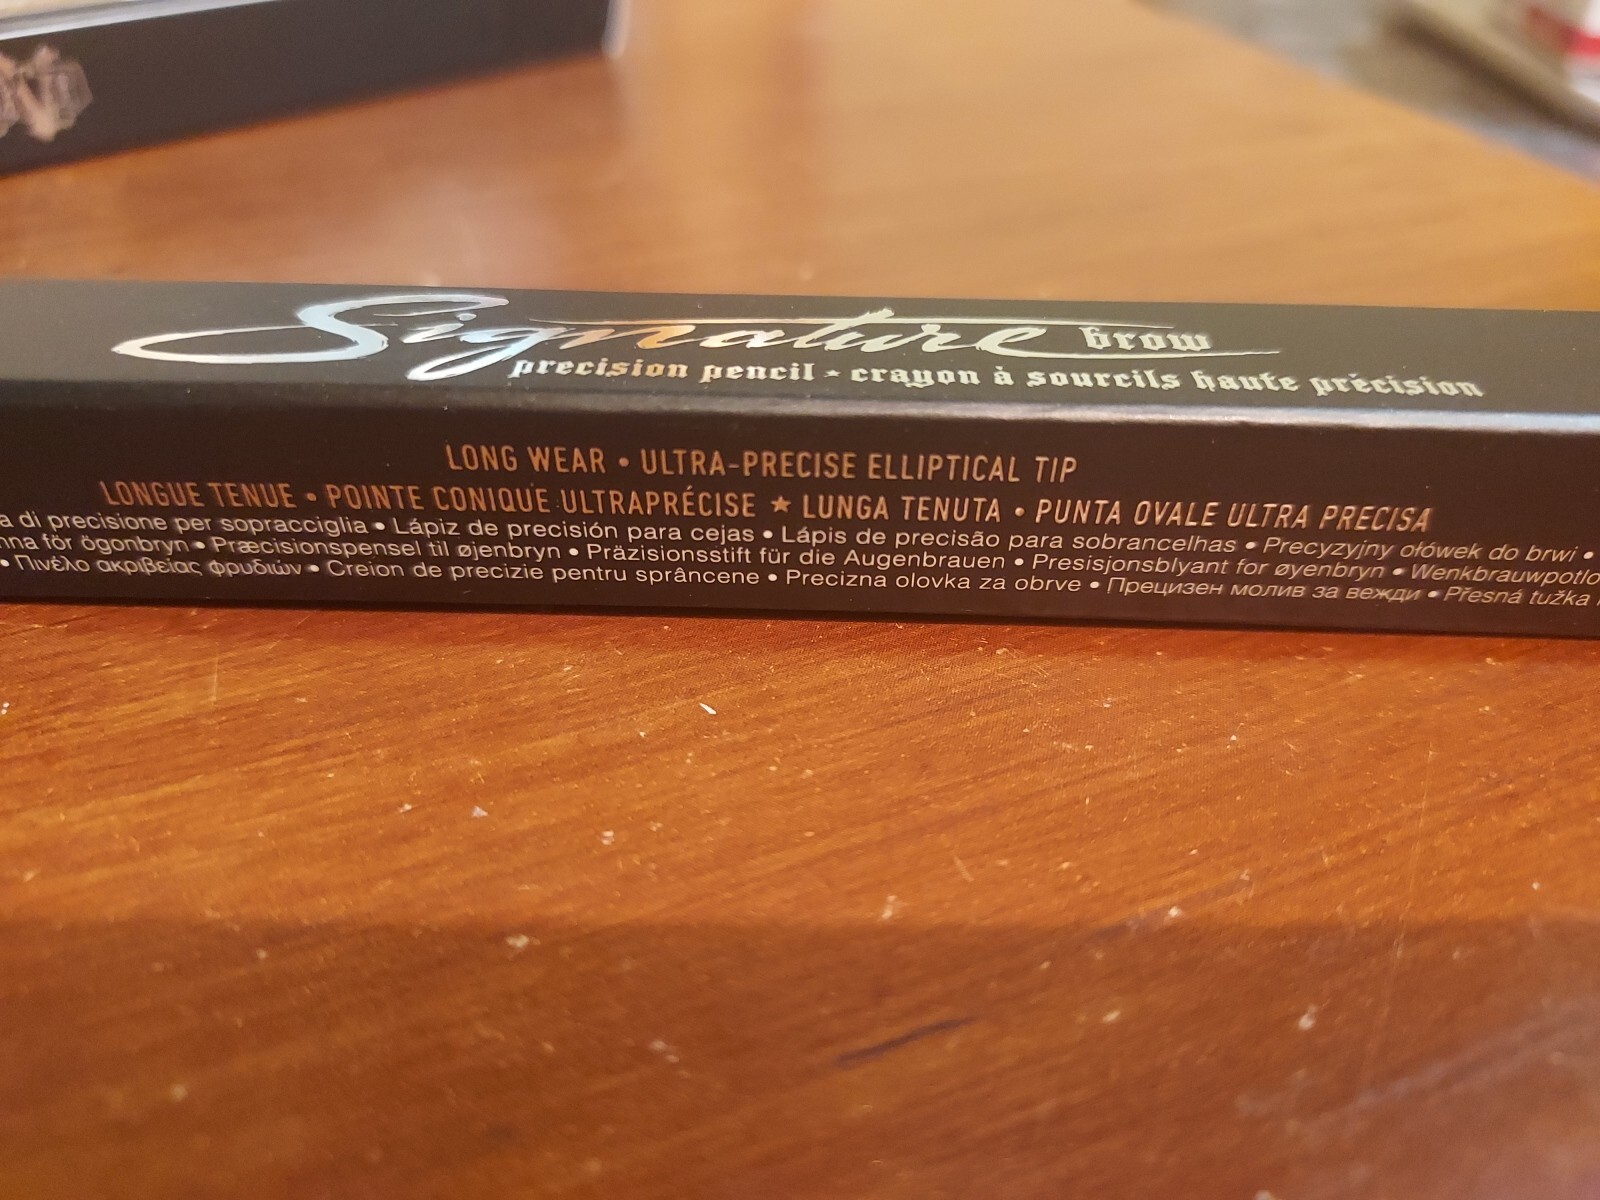 Signature brow
precision pencil ⋆ crayon à sourcils haute précision
LONG WEAR • ULTRA-PRECISE ELLIPTICAL TIP
LONGUE TENUE • POINTE CONIQUE ULTRAPRÉCISE ★ LUNGA TENUTA • PUNTA OVALE ULTRA PRECISA
a di precisione per sopracciglia • Lápiz de precisión para cejas • Lápis de precisão para sobrancelhas • Precyzyjny ołówek do brwi •
nna för ögonbryn • Præcisionspensel til øjenbryn • Präzisionsstift für die Augenbrauen • Presisjonsblyant for øyenbryn • Wenkbrauwpotlo
• Πινέλο ακριβείας φρυδιών • Creion de precizie pentru sprâncene • Precizna olovka za obrve • Прецизен молив за вежди • Přesná tužka